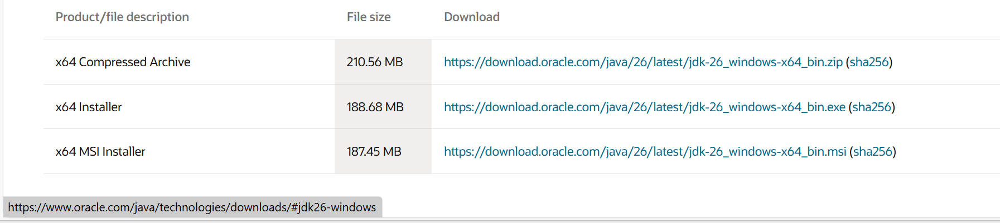 Product/file description File size Download
x64 Compressed Archive 210.56 MB https://download.oracle.com/java/26/latest/jdk-26_windows-x64_bin.zip (sha256)
x64 Installer 188.68 MB https://download.oracle.com/java/26/latest/jdk-26_windows-x64_bin.exe (sha256)
x64 MSI Installer 187.45 MB https://download.oracle.com/java/26/latest/jdk-26_windows-x64_bin.msi (sha256)
https://www.oracle.com/java/technologies/downloads/#jdk26-windows